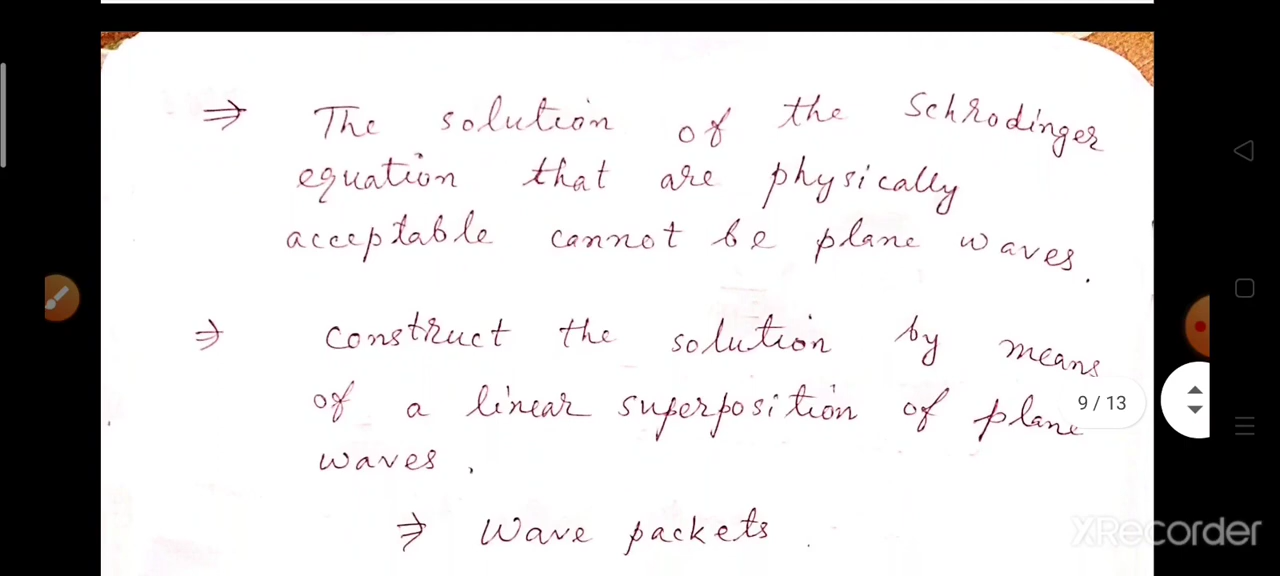 ⇒ The solution of the Schrodinger
equation that are physically
acceptable cannot be plane waves.
⇒ construct the solution by means
of a linear superposition of plane
waves.
⇒ Wave packets.
9 / 13
XRecorder